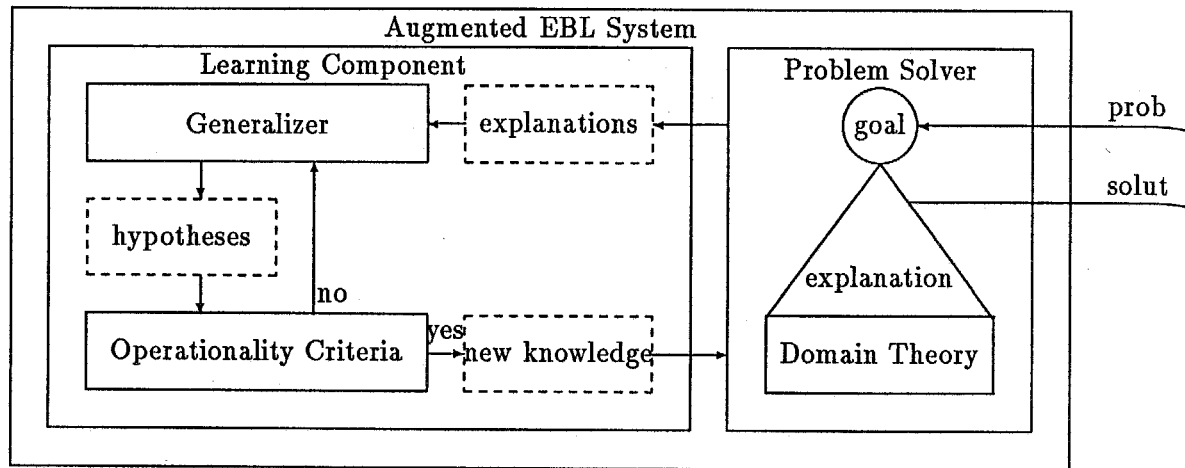 Augmented EBL System
Learning Component
Problem Solver
Generalizer
explanations
goal
prob
solut
hypotheses
explanation
no
yes
Operationality Criteria
new knowledge
Domain Theory